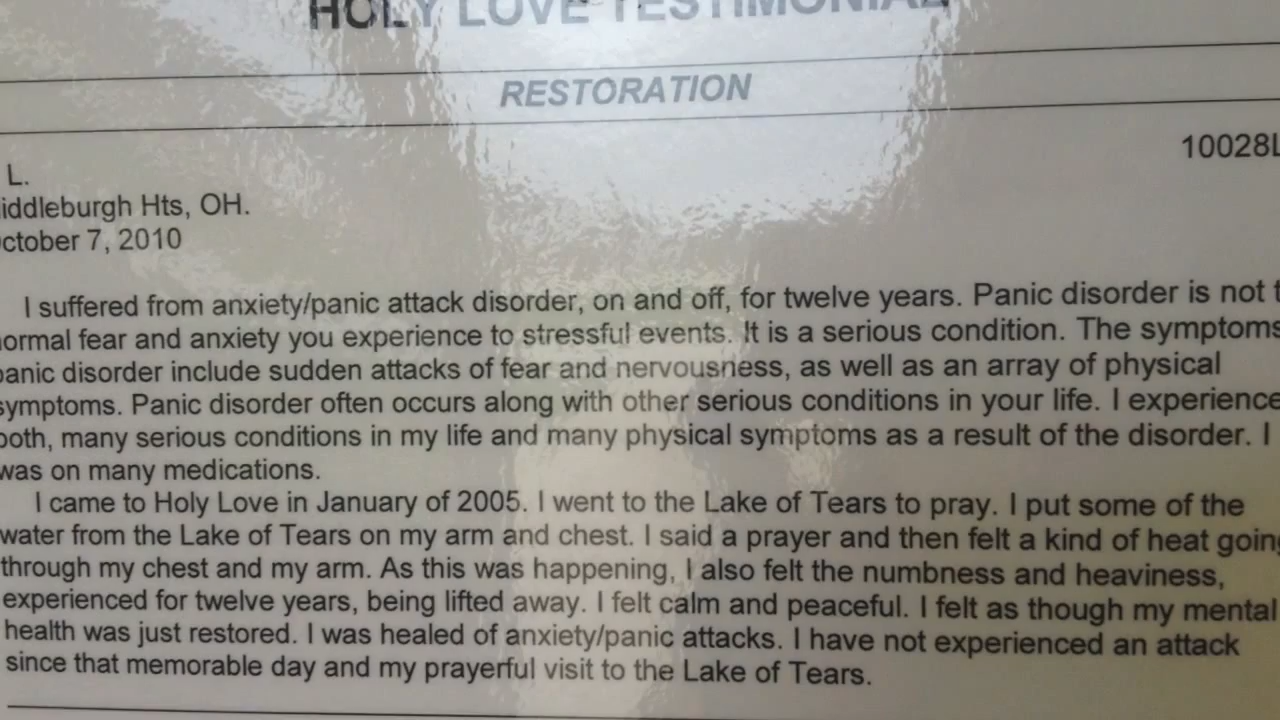 HOLY LOVE TESTIMONIAL
RESTORATION
10028L
L.
iddleburgh Hts, OH.
ctober 7, 2010
I suffered from anxiety/panic attack disorder, on and off, for twelve years. Panic disorder is not t
ormal fear and anxiety you experience to stressful events. It is a serious condition. The symptoms
panic disorder include sudden attacks of fear and nervousness, as well as an array of physical
symptoms. Panic disorder often occurs along with other serious conditions in your life. I experience
both, many serious conditions in my life and many physical symptoms as a result of the disorder. I
was on many medications.
I came to Holy Love in January of 2005. I went to the Lake of Tears to pray. I put some of the
water from the Lake of Tears on my arm and chest. I said a prayer and then felt a kind of heat going
through my chest and my arm. As this was happening, I also felt the numbness and heaviness,
experienced for twelve years, being lifted away. I felt calm and peaceful. I felt as though my mental
health was just restored. I was healed of anxiety/panic attacks. I have not experienced an attack
since that memorable day and my prayerful visit to the Lake of Tears.